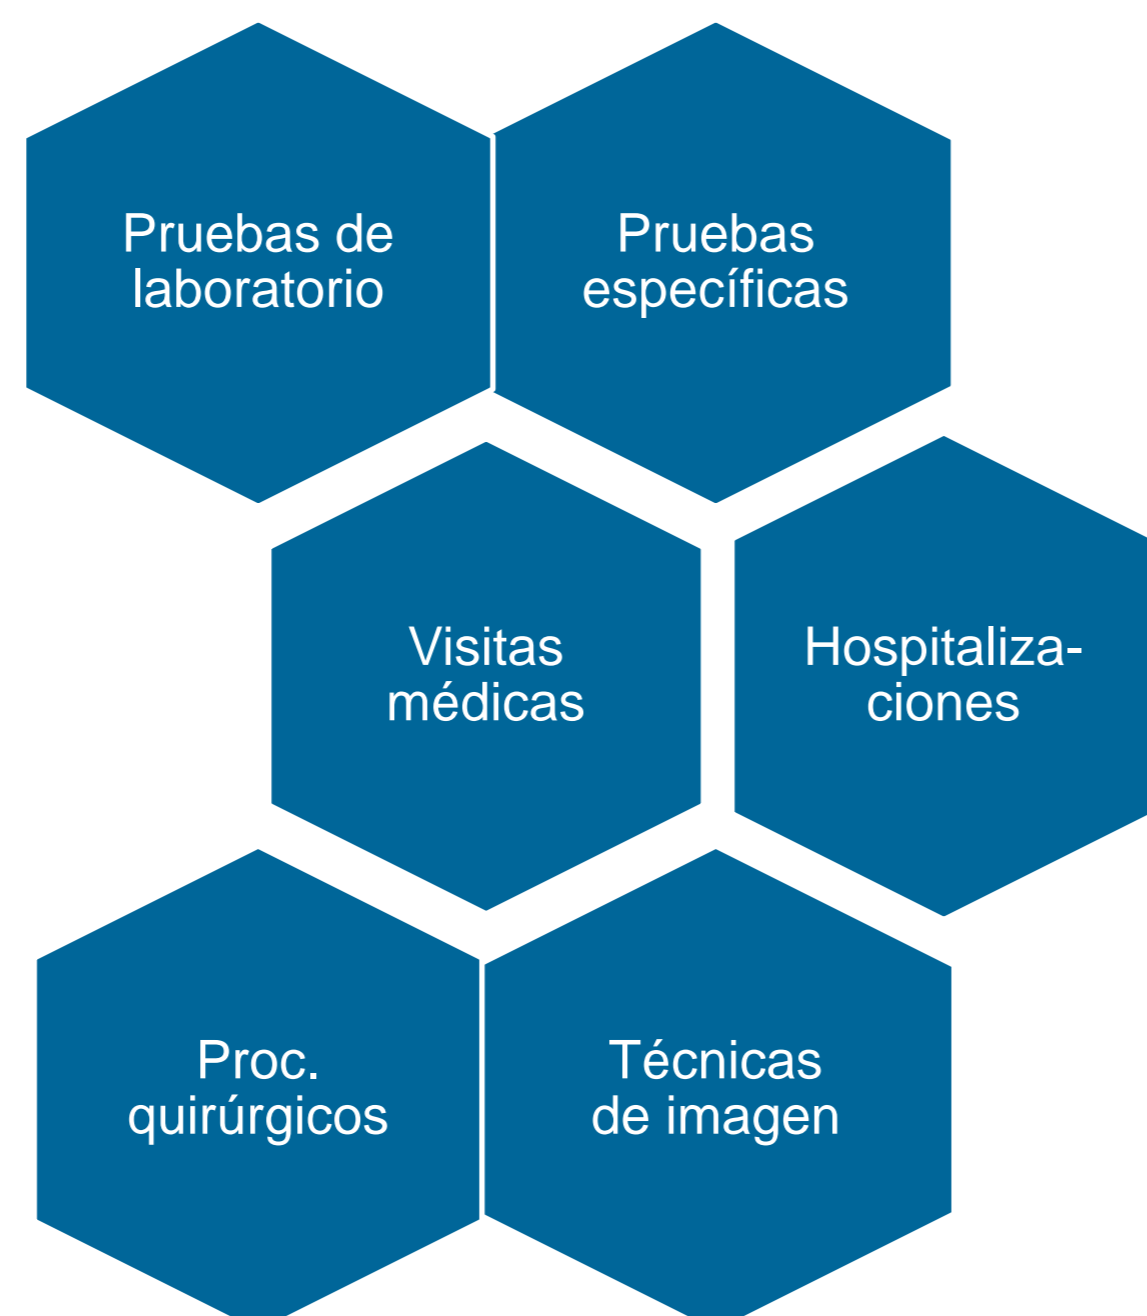 Pruebas de
laboratorio
Pruebas
específicas
Visitas
médicas
Hospitaliza-
ciones
Proc.
quirúrgicos
Técnicas
de imagen